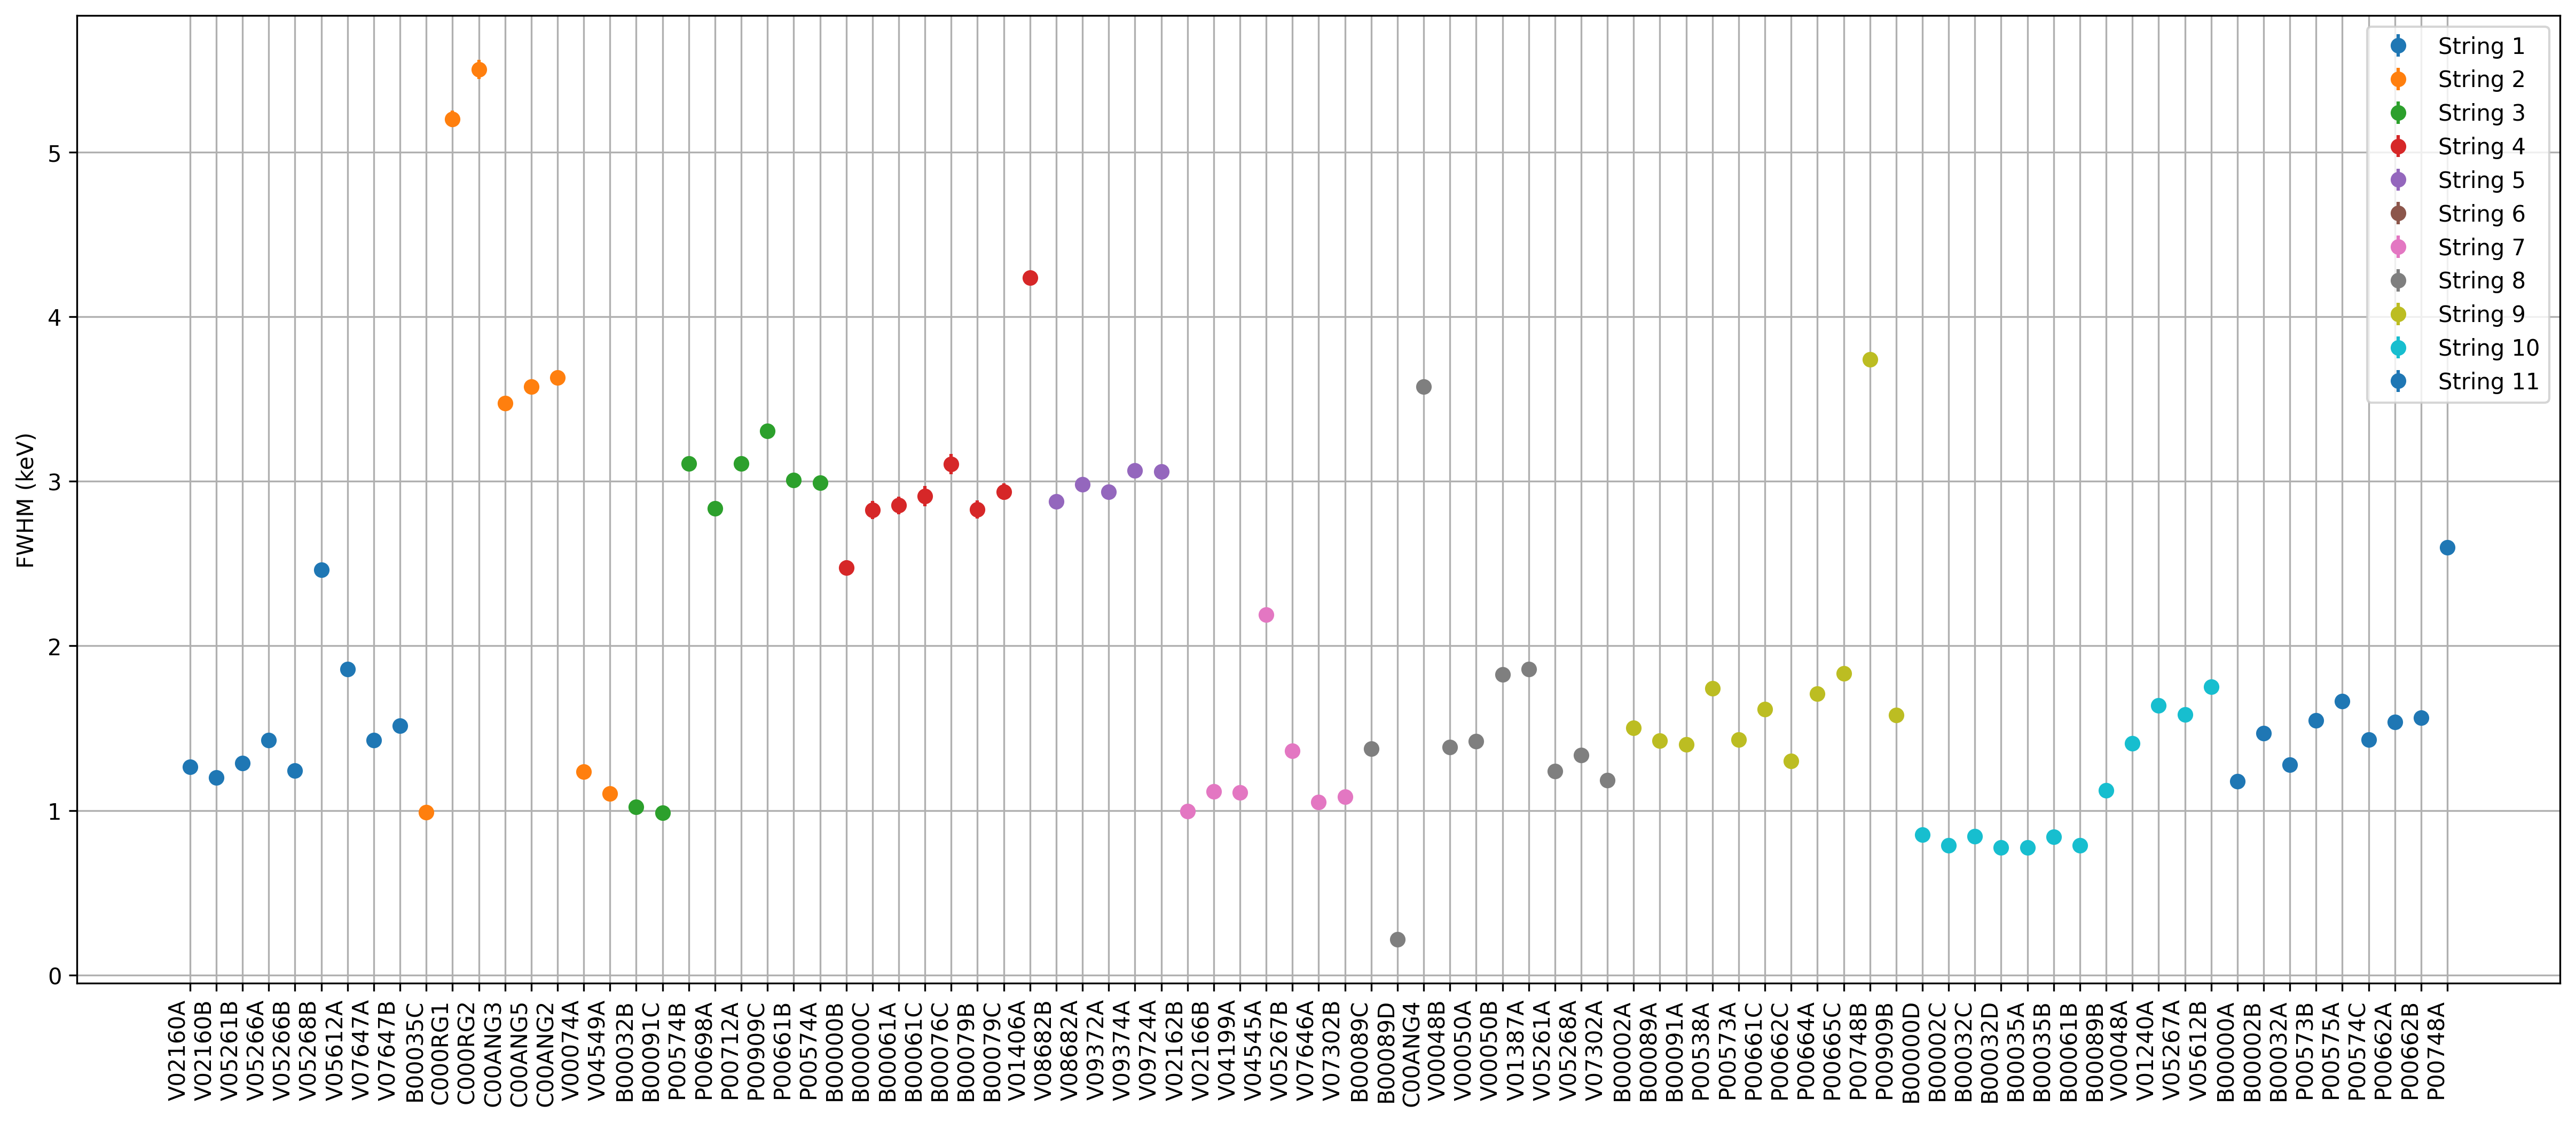 FWHM (keV)
5
4
3
2
1
0
String 1
String 2
String 3
String 4
String 5
String 6
String 7
String 8
String 9
String 10
String 11
V02160A
V02160B
V05261B
V05266A
V05266B
V05268B
V05612A
V07647A
V07647B
B00035C
C000RG1
C000RG2
C00ANG3
C00ANG5
C00ANG2
V00074A
V04549A
B00032B
B00091C
P00574B
P00698A
P00712A
P00909C
P00661B
P00574A
B00000B
B00000C
B00061A
B00061C
B00076C
B00079B
B00079C
V01406A
V08682B
V08682A
V09372A
V09374A
V09724A
V02162B
V02166B
V04199A
V04545A
V05267B
V07646A
V07302B
B00089C
B00089D
C00ANG4
V00048B
V00050A
V00050B
V01387A
V05261A
V05268A
V07302A
B00002A
B00089A
B00091A
P00538A
P00573A
P00661C
P00662C
P00664A
P00665C
P00748B
P00909B
B00000D
B00002C
B00032C
B00032D
B00035A
B00035B
B00061B
B00089B
V00048A
V01240A
V05267A
V05612B
B00000A
B00002B
B00032A
P00573B
P00575A
P00574C
P00662A
P00662B
P00748A